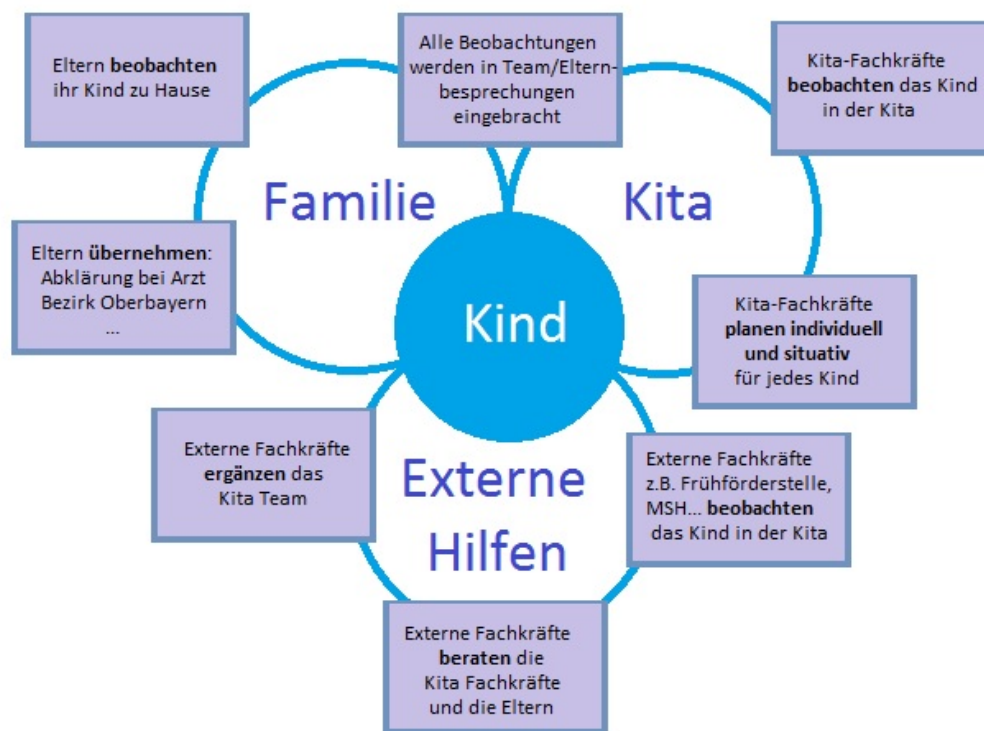 Eltern beobachten
ihr Kind zu Hause
Alle Beobachtungen
werden in Team/Eltern-
besprechungen
eingebracht
Kita-Fachkräfte
beobachten das Kind
in der Kita
Familie
Kita
Eltern übernehmen:
Abklärung bei Arzt
Bezirk Oberbayern
...
Kind
Kita-Fachkräfte
planen individuell
und situativ
für jedes Kind
Externe Fachkräfte
ergänzen das
Kita Team
Externe
Hilfen
Externe Fachkräfte
z.B. Frühförderstelle,
MSH... beobachten
das Kind in der Kita
Externe Fachkräfte
beraten die
Kita Fachkräfte
und die Eltern